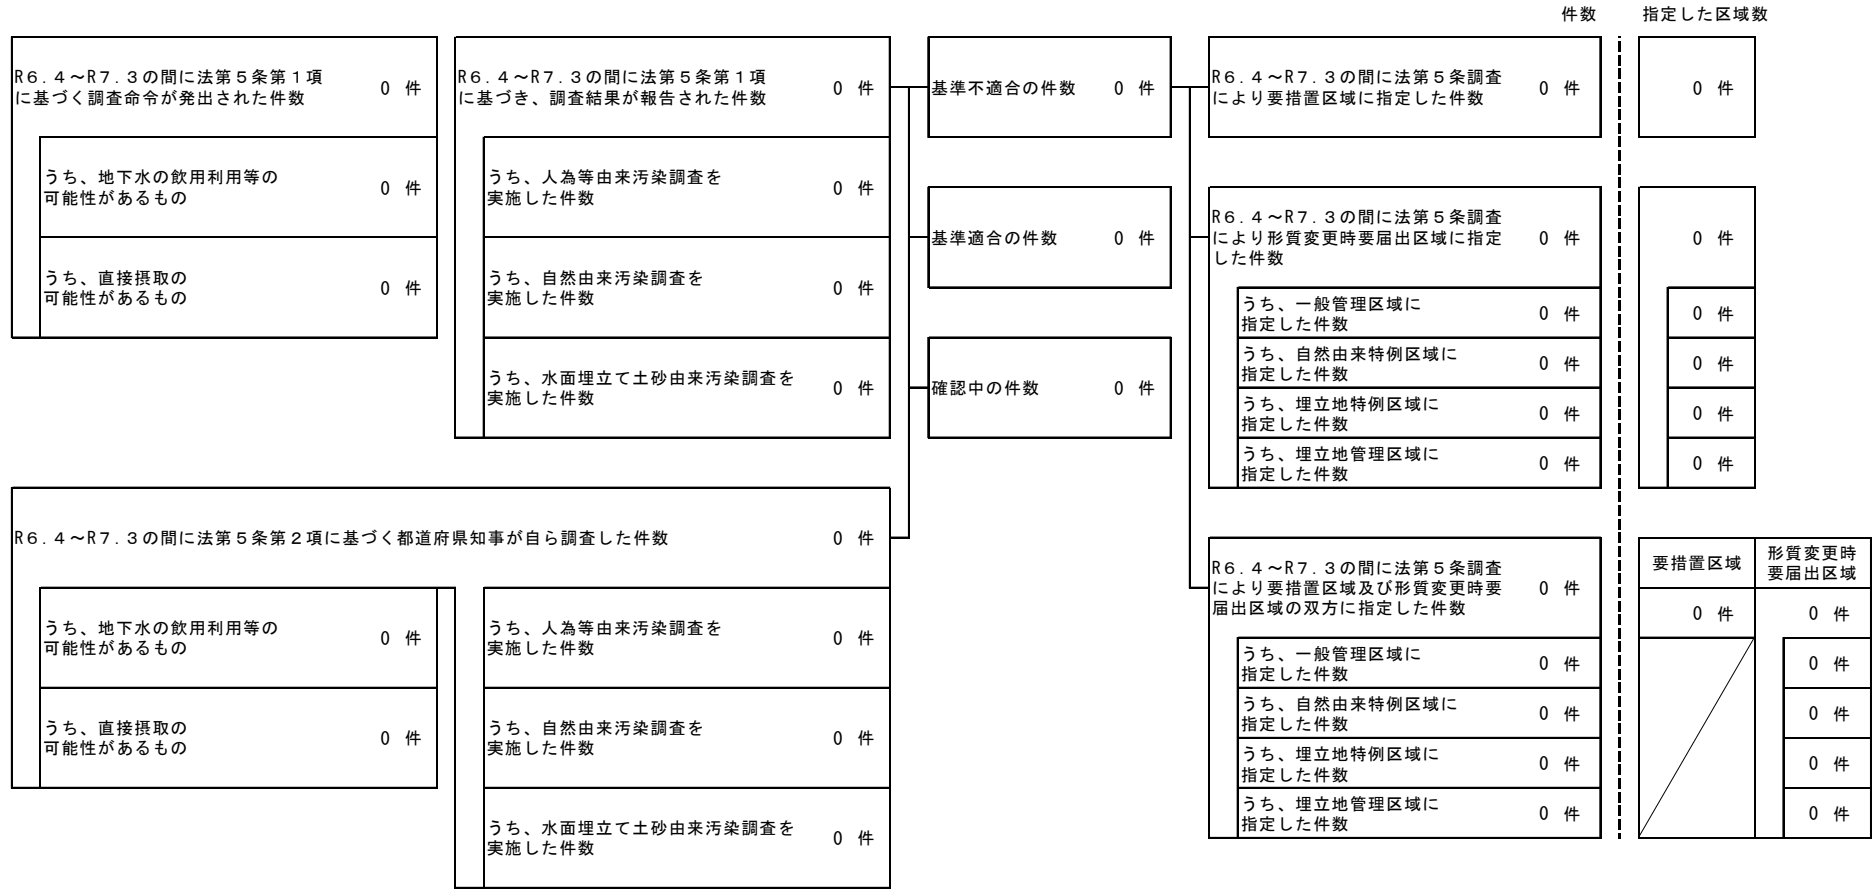 件数　指定した区域数
R6.4～R7.3の間に法第５条第１項
に基づく調査命令が発出された件数
0 件
うち、地下水の飲用利用等の
可能性があるもの
0 件
うち、直接摂取の
可能性があるもの
0 件
R6.4～R7.3の間に法第５条第１項
に基づき、調査結果が報告された件数
0 件
うち、人為等由来汚染調査を
実施した件数
0 件
うち、自然由来汚染調査を
実施した件数
0 件
うち、水面埋立て土砂由来汚染調査を
実施した件数
0 件
R6.4～R7.3の間に法第５条第２項に基づく都道府県知事が自ら調査した件数　0 件
うち、地下水の飲用利用等の
可能性があるもの
0 件
うち、直接摂取の
可能性があるもの
0 件
うち、人為等由来汚染調査を
実施した件数
0 件
うち、自然由来汚染調査を
実施した件数
0 件
うち、水面埋立て土砂由来汚染調査を
実施した件数
0 件
基準不適合の件数　0 件
基準適合の件数　0 件
確認中の件数　0 件
R6.4～R7.3の間に法第５条調査
により要措置区域に指定した件数
0 件
0 件
R6.4～R7.3の間に法第５条調査
により形質変更時要届出区域に指定
した件数
0 件
0 件
うち、一般管理区域に
指定した件数
0 件
0 件
うち、自然由来特例区域に
指定した件数
0 件
0 件
うち、埋立地特例区域に
指定した件数
0 件
0 件
うち、埋立地管理区域に
指定した件数
0 件
0 件
R6.4～R7.3の間に法第５条調査
により要措置区域及び形質変更時要
届出区域の双方に指定した件数
0 件
要措置区域
形質変更時
要届出区域
0 件　0 件
うち、一般管理区域に
指定した件数
0 件
0 件
うち、自然由来特例区域に
指定した件数
0 件
0 件
うち、埋立地特例区域に
指定した件数
0 件
0 件
うち、埋立地管理区域に
指定した件数
0 件
0 件